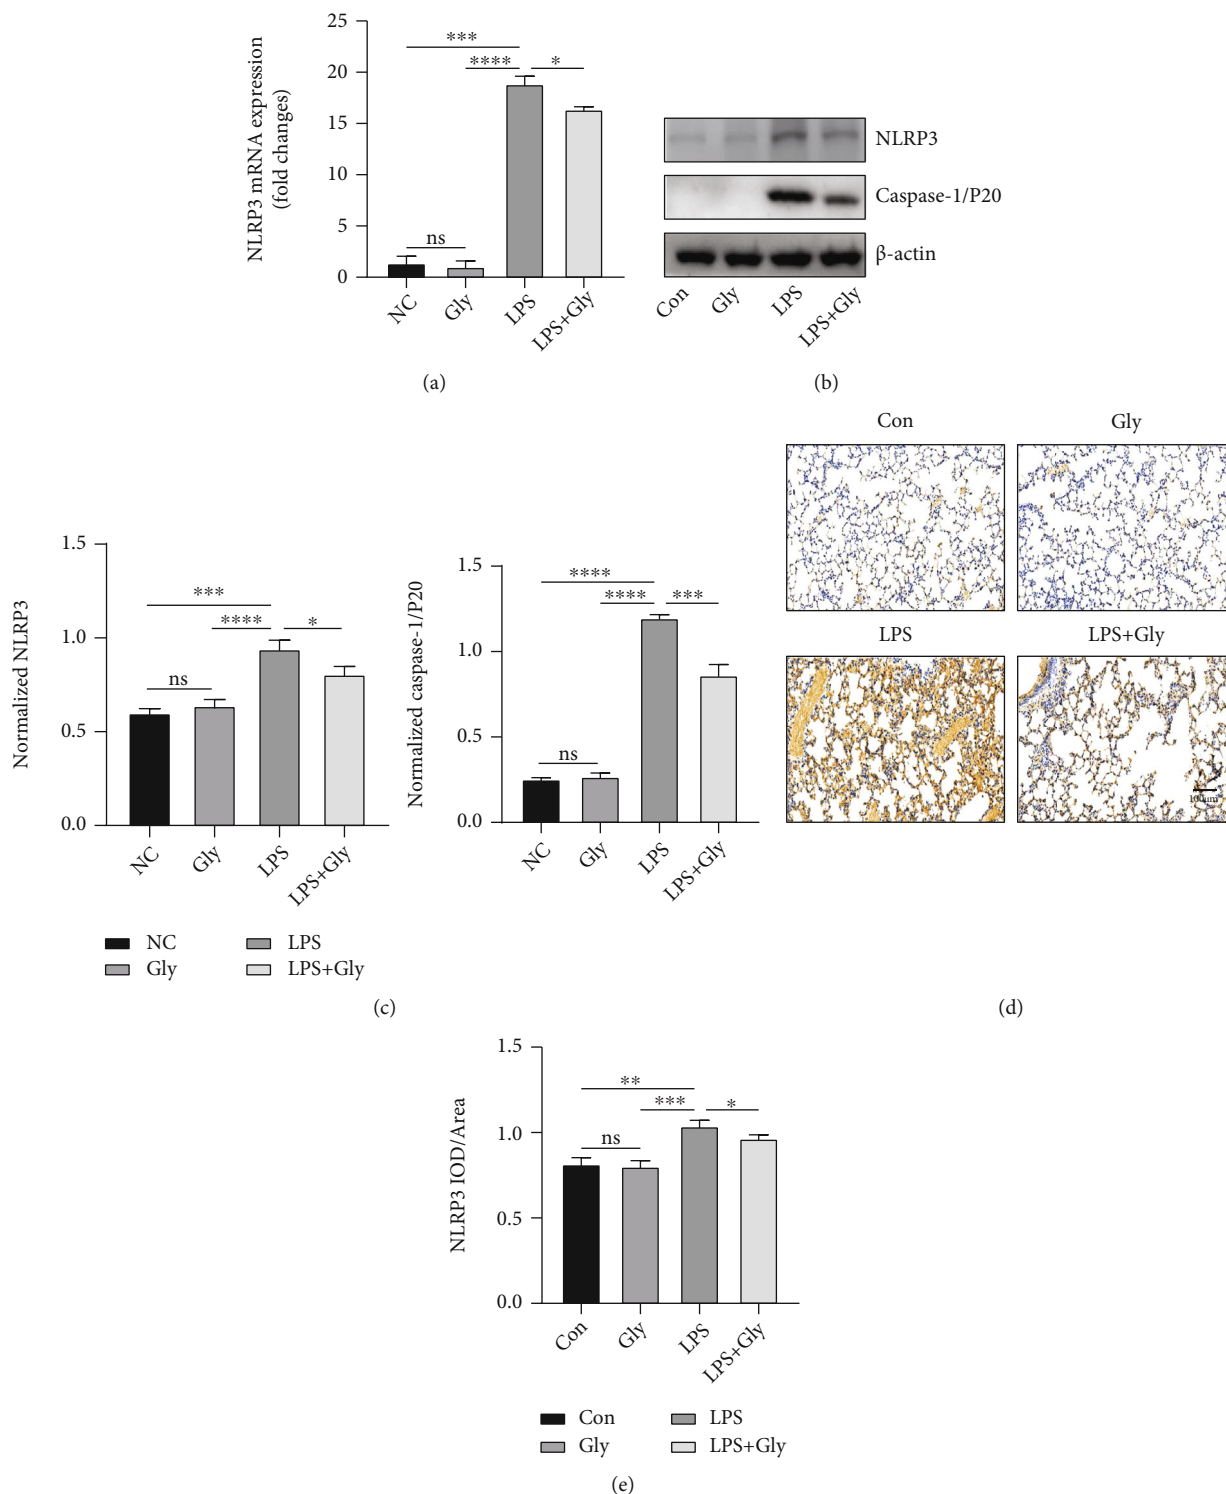 25
20
15
10
5
0
NLRP3 mRNA expression
(fold changes)
***
****
*
ns
NC
Gly
LPS
LPS+Gly
(a)
NLRP3
Caspase-1/P20
β-actin
Con
Gly
LPS
LPS+Gly
(b)
1.5
1.0
0.5
0.0
Normalized NLRP3
***
****
*
ns
NC
Gly
LPS
LPS+Gly
1.5
1.0
0.5
0.0
Normalized caspase-1/P20
****
****
***
ns
NC
Gly
LPS
LPS+Gly
NC
LPS
Gly
LPS+Gly
(c)
Con
Gly
LPS
LPS+Gly
100μm
(d)
1.5
1.0
0.5
0.0
NLRP3 IOD/Area
**
***
*
ns
Con
Gly
LPS
LPS+Gly
Con
LPS
Gly
LPS+Gly
(e)